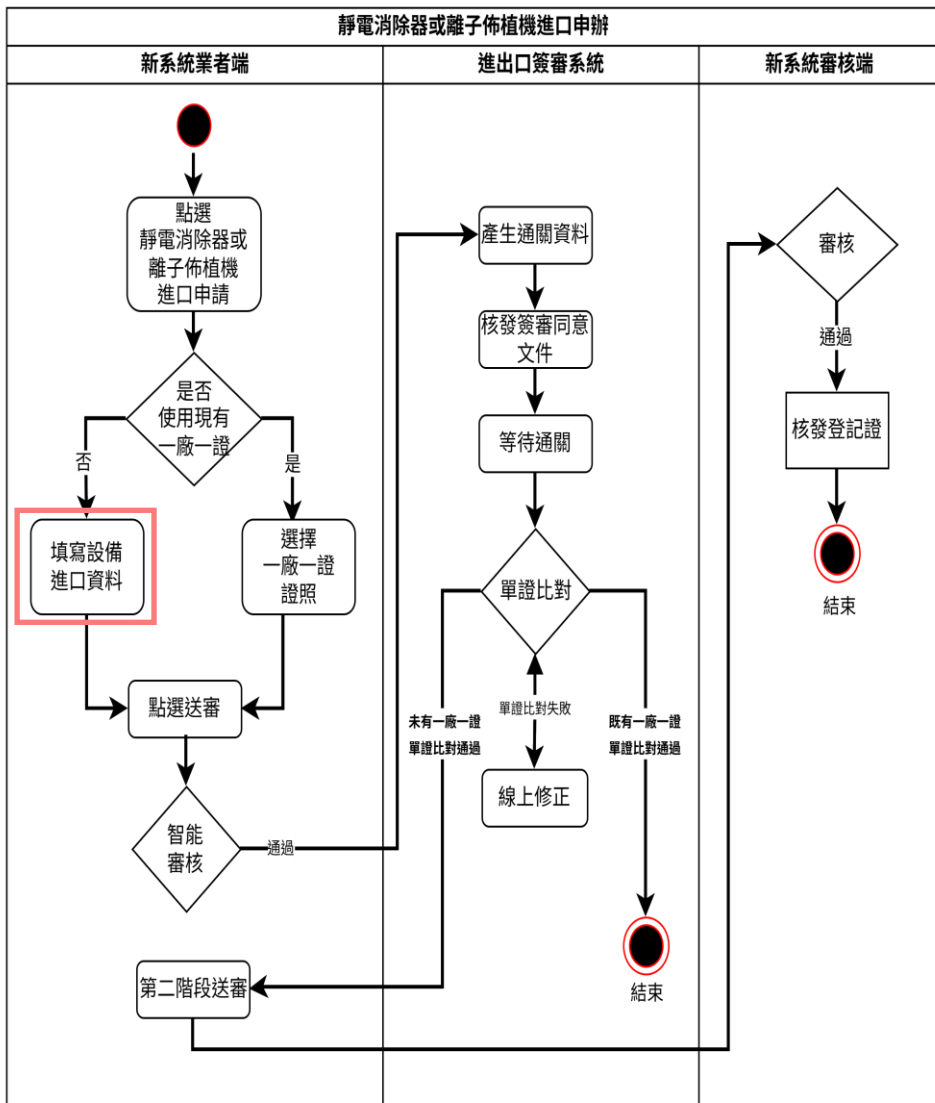 靜電消除器或離子佈植機進口申辦
新系統業者端
進出口簽審系統
新系統審核端
點選
靜電消除器或
離子佈植機
進口申請
是否
使用現有
一廠一證
否
是
填寫設備
進口資料
選擇
一廠一證
證照
點選送審
智能
審核
通過
第二階段送審
產生通關資料
核發簽審同意
文件
等待通關
單證比對
未有一廠一證
單證比對通過
單證比對失敗
既有一廠一證
單證比對通過
線上修正
結束
審核
通過
核發登記證
結束